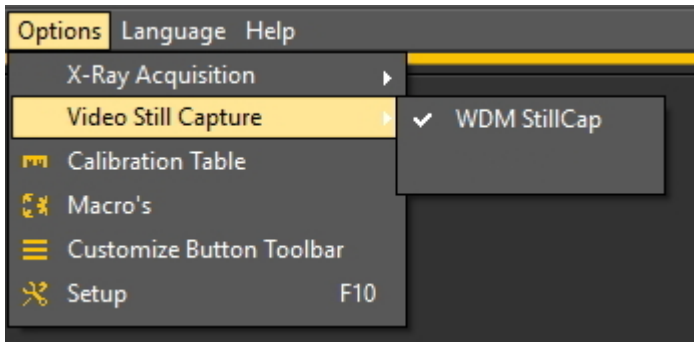 Options Language Help
X-Ray Acquisition
Video Still Capture
WDM StillCap
Calibration Table
Macro's
Customize Button Toolbar
Setup F10